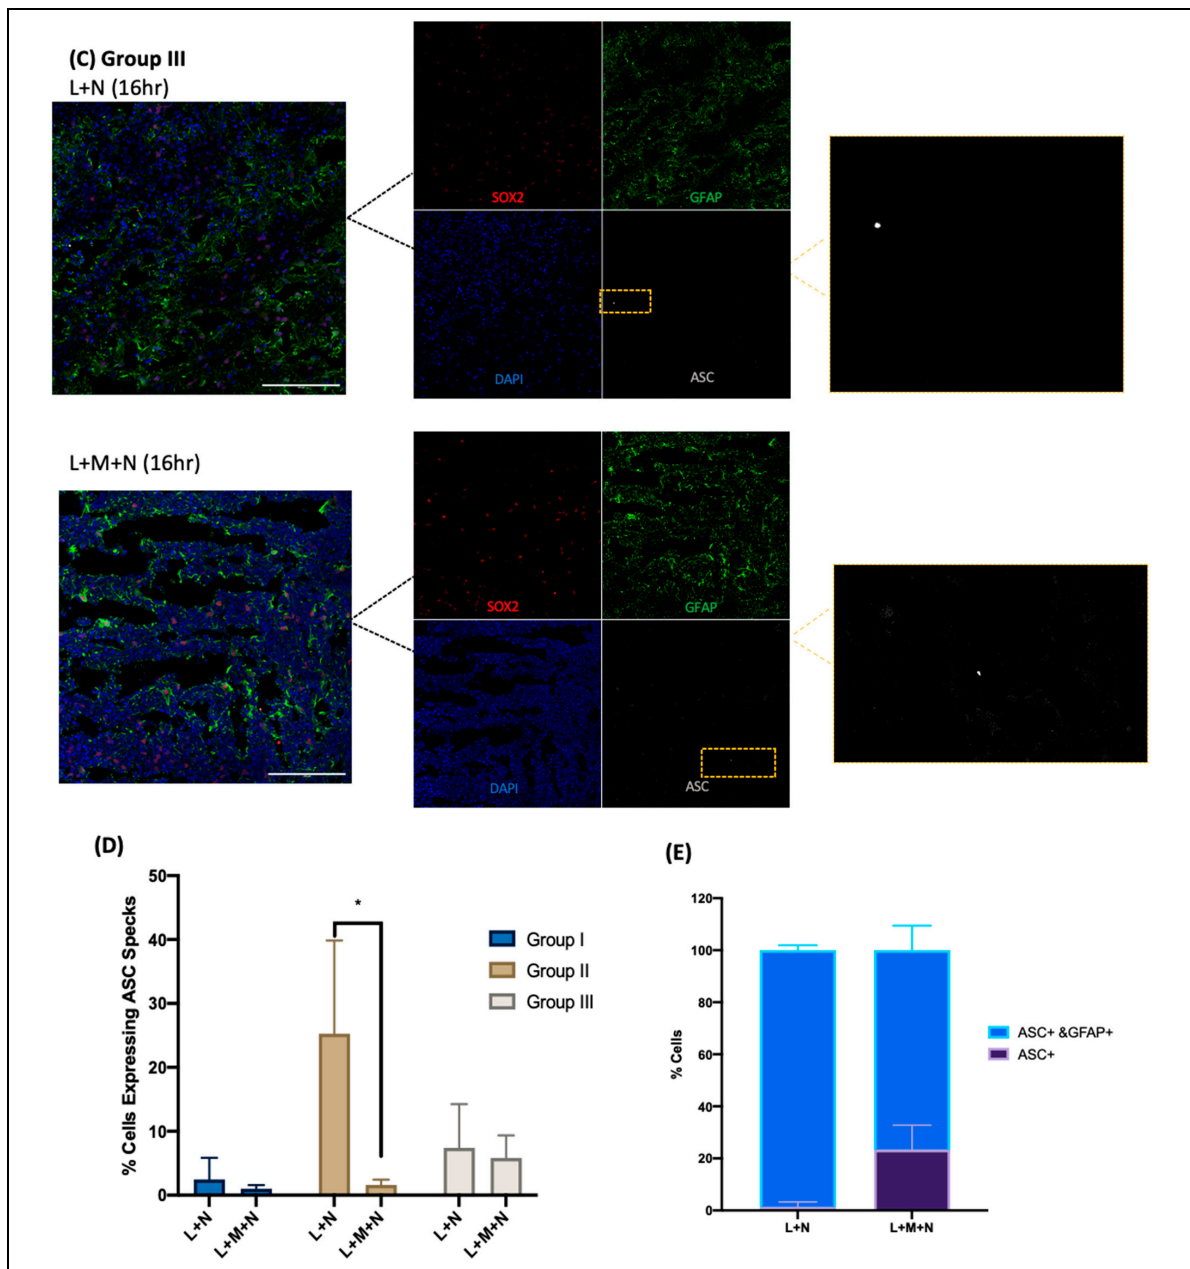 (C) Group III
L+N (16hr)
SOX2
GFAP
DAPI
ASC
L+M+N (16hr)
SOX2
GFAP
DAPI
ASC
(D)
% Cells Expressing ASC Specks
50
40
30
20
10
0
*
Group I
Group II
Group III
L+N
L+M+N
L+N
L+M+N
L+N
L+M+N
(E)
% Cells
120
100
80
60
40
20
0
ASC+ &GFAP+
ASC+
L+N
L+M+N